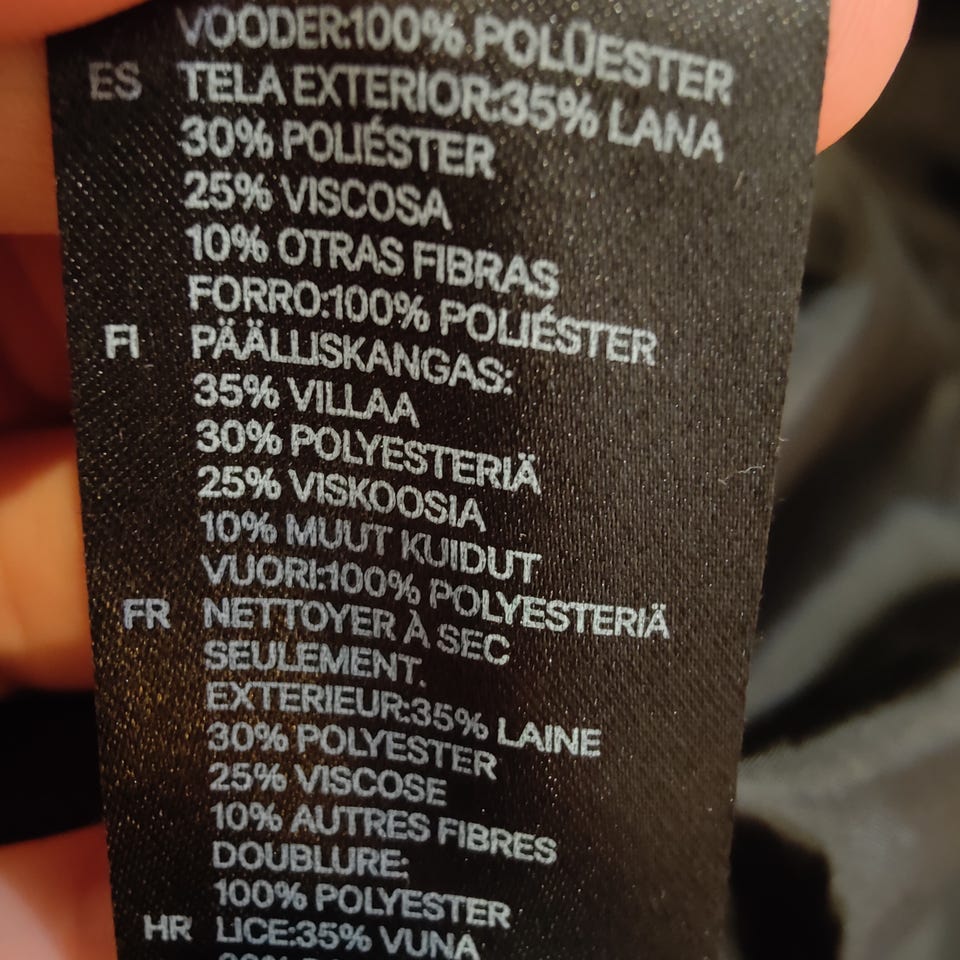 VOODER:100% POLÜESTER
ES TELA EXTERIOR:35% LANA
30% POLIÉSTER
25% VISCOSA
10% OTRAS FIBRAS
FORRO:100% POLIÉSTER
FI PÄÄLLISKANGAS:
35% VILLAA
30% POLYESTERIÄ
25% VISKOOSIA
10% MUUT KUIDUT
VUORI:100% POLYESTERIÄ
FR NETTOYER À SEC
SEULEMENT.
EXTERIEUR:35% LAINE
30% POLYESTER
25% VISCOSE
10% AUTRES FIBRES
DOUBLURE:
100% POLYESTER
HR LICE:35% VUNA